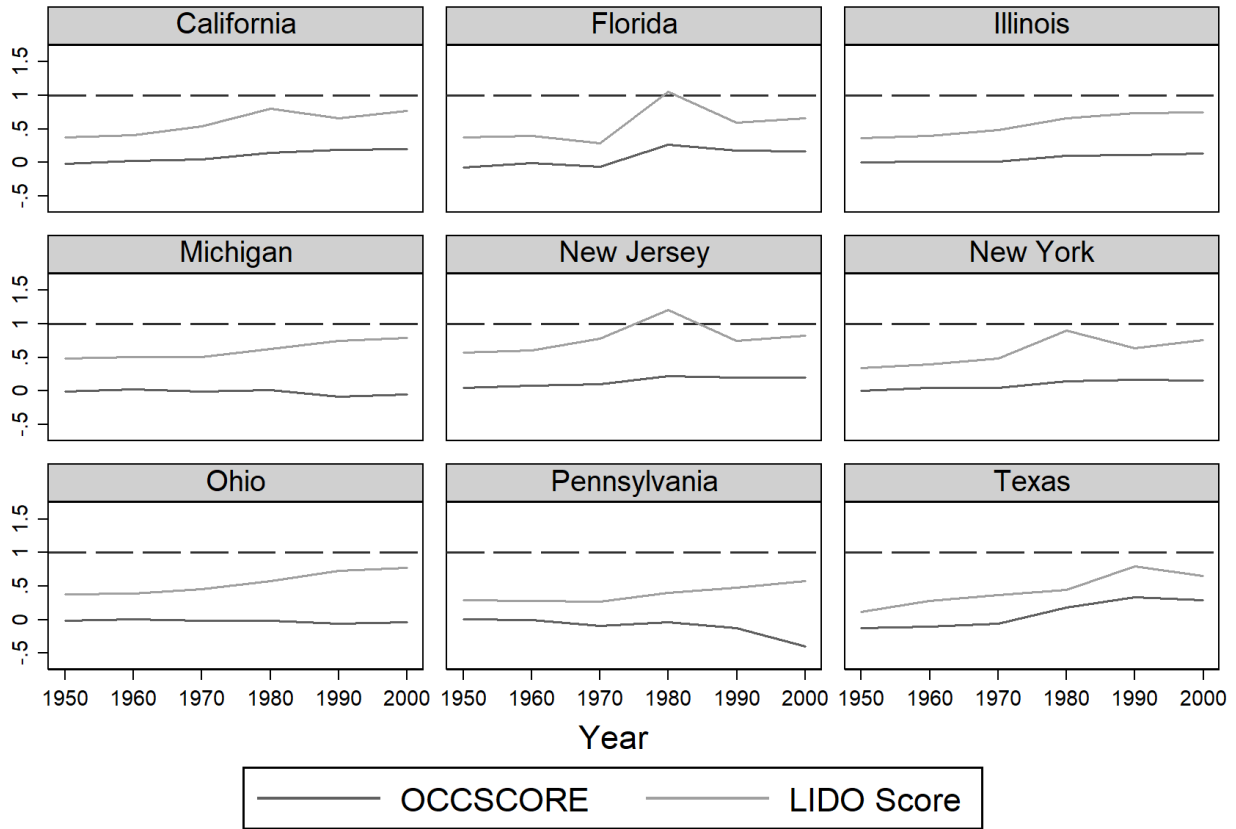 California Florida Illinois
1.5
1
.5
0
-.5
Michigan New Jersey New York
1.5
1
.5
0
-.5
Ohio Pennsylvania Texas
1.5
1
.5
0
-.5
1950 1960 1970 1980 1990 2000 1950 1960 1970 1980 1990 2000 1950 1960 1970 1980 1990 2000
Year
OCCSCORE LIDO Score